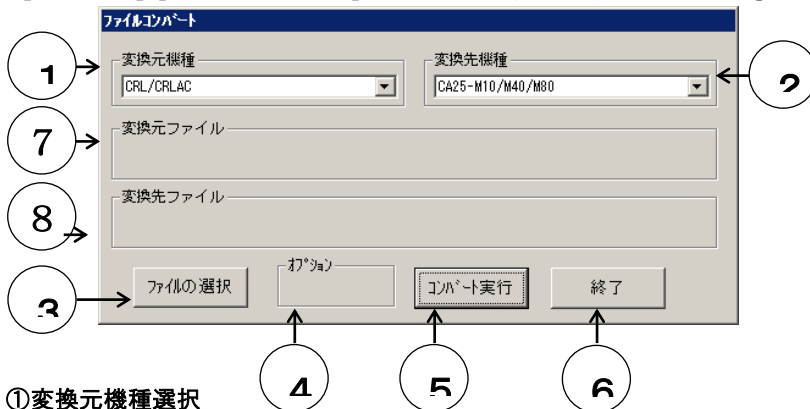 ファイルコンバート
変換元機種
変換先機種
1
CRL/CRLAC
CA25-M10/M40/M80
2
7
変換元ファイル
8
変換先ファイル
3
ファイルの選択
オプション
コンバート実行
終了
4
5
6
①変換元機種選択